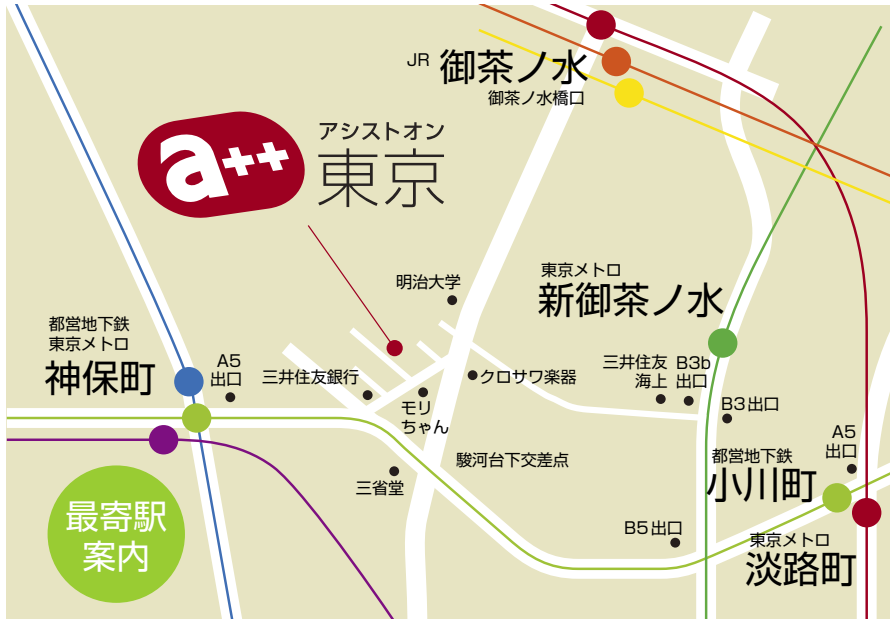 JR 御茶ノ水
御茶ノ水橋口
a++
アシストオン
東京
明治大学
東京メトロ
新御茶ノ水
都営地下鉄
東京メトロ
神保町
A5
出口
三井住友銀行
モリ
ちゃん
クロサワ楽器
三井住友
海上
B3b
出口
B3出口
駿河台下交差点
三省堂
A5
出口
都営地下鉄
小川町
B5出口
東京メトロ
淡路町
最寄駅
案内